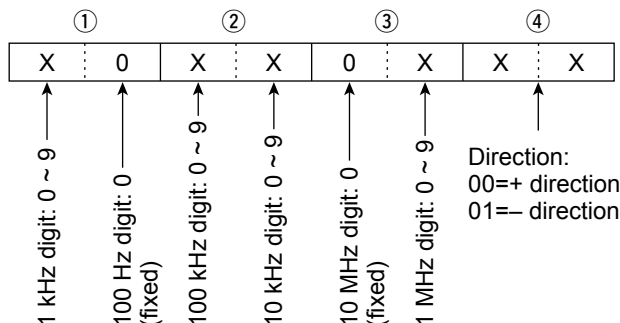 ① ② ③ ④
X 0 X X 0 X X X
1 kHz digit: 0 ~ 9
100 Hz digit: 0
(fixed)
100 kHz digit: 0 ~ 9
10 kHz digit: 0 ~ 9
10 MHz digit: 0
(fixed)
1 MHz digit: 0 ~ 9
Direction:
00=+ direction
01=– direction